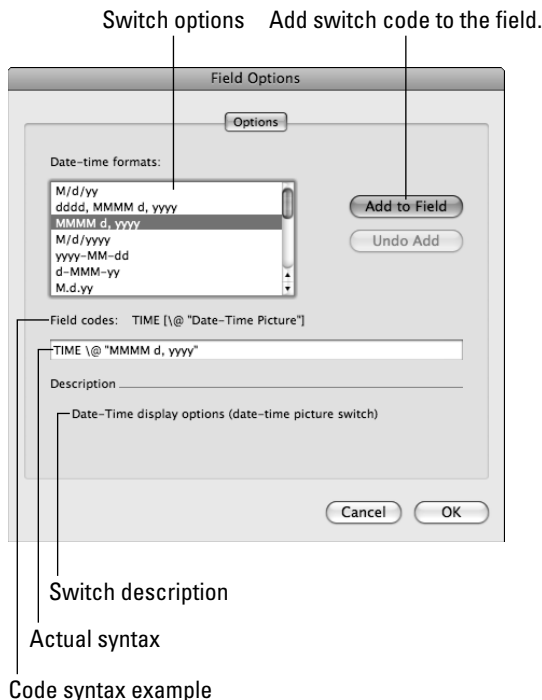 Switch options
Add switch code to the field.
Field Options
Options
Date-time formats:
M/d/yy
dddd, MMMM d, yyyy
MMMM d, yyyy
M/d/yyyy
yyyy-MM-dd
d-MMM-yy
M.d.yy
Add to Field
Undo Add
Field codes: TIME [\@ "Date-Time Picture"]
TIME \@ "MMMM d, yyyy"
Description
Date-Time display options (date-time picture switch)
Cancel
OK
Switch description
Actual syntax
Code syntax example